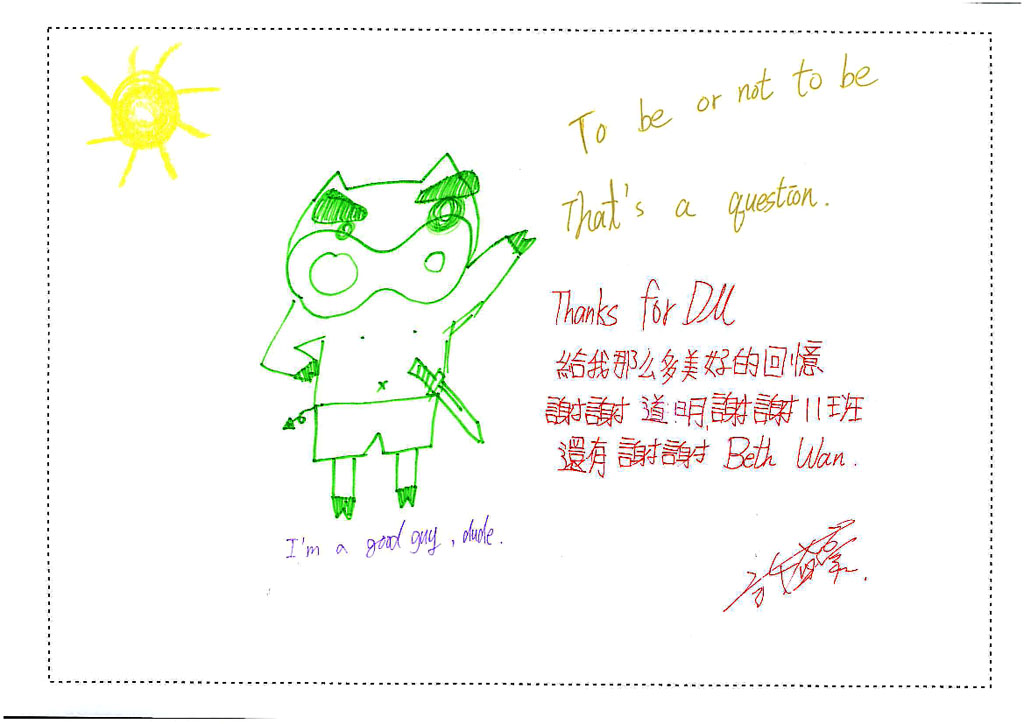 To be or not to be
That's a question.
Thanks for DM
給我那么多美好的回憶
謝謝 道明,謝謝 11班
還有 謝謝 Beth Wan.
I'm a good guy, dude.